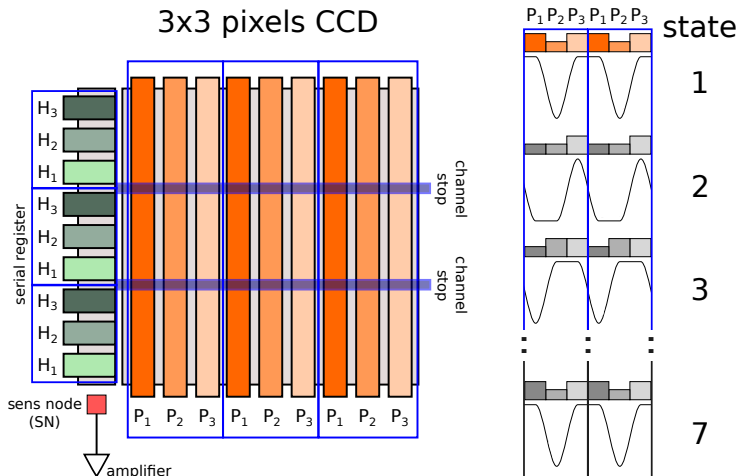 3x3 pixels CCD
P₁ P₂ P₃ P₁ P₂ P₃
state
H₃
H₂
H₁
H₃
H₂
H₁
H₃
H₂
H₁
serial register
channel
stop
channel
stop
1
2
3
7
sens node
(SN)
P₁ P₂ P₃ P₁ P₂ P₃ P₁ P₂ P₃
amplifier